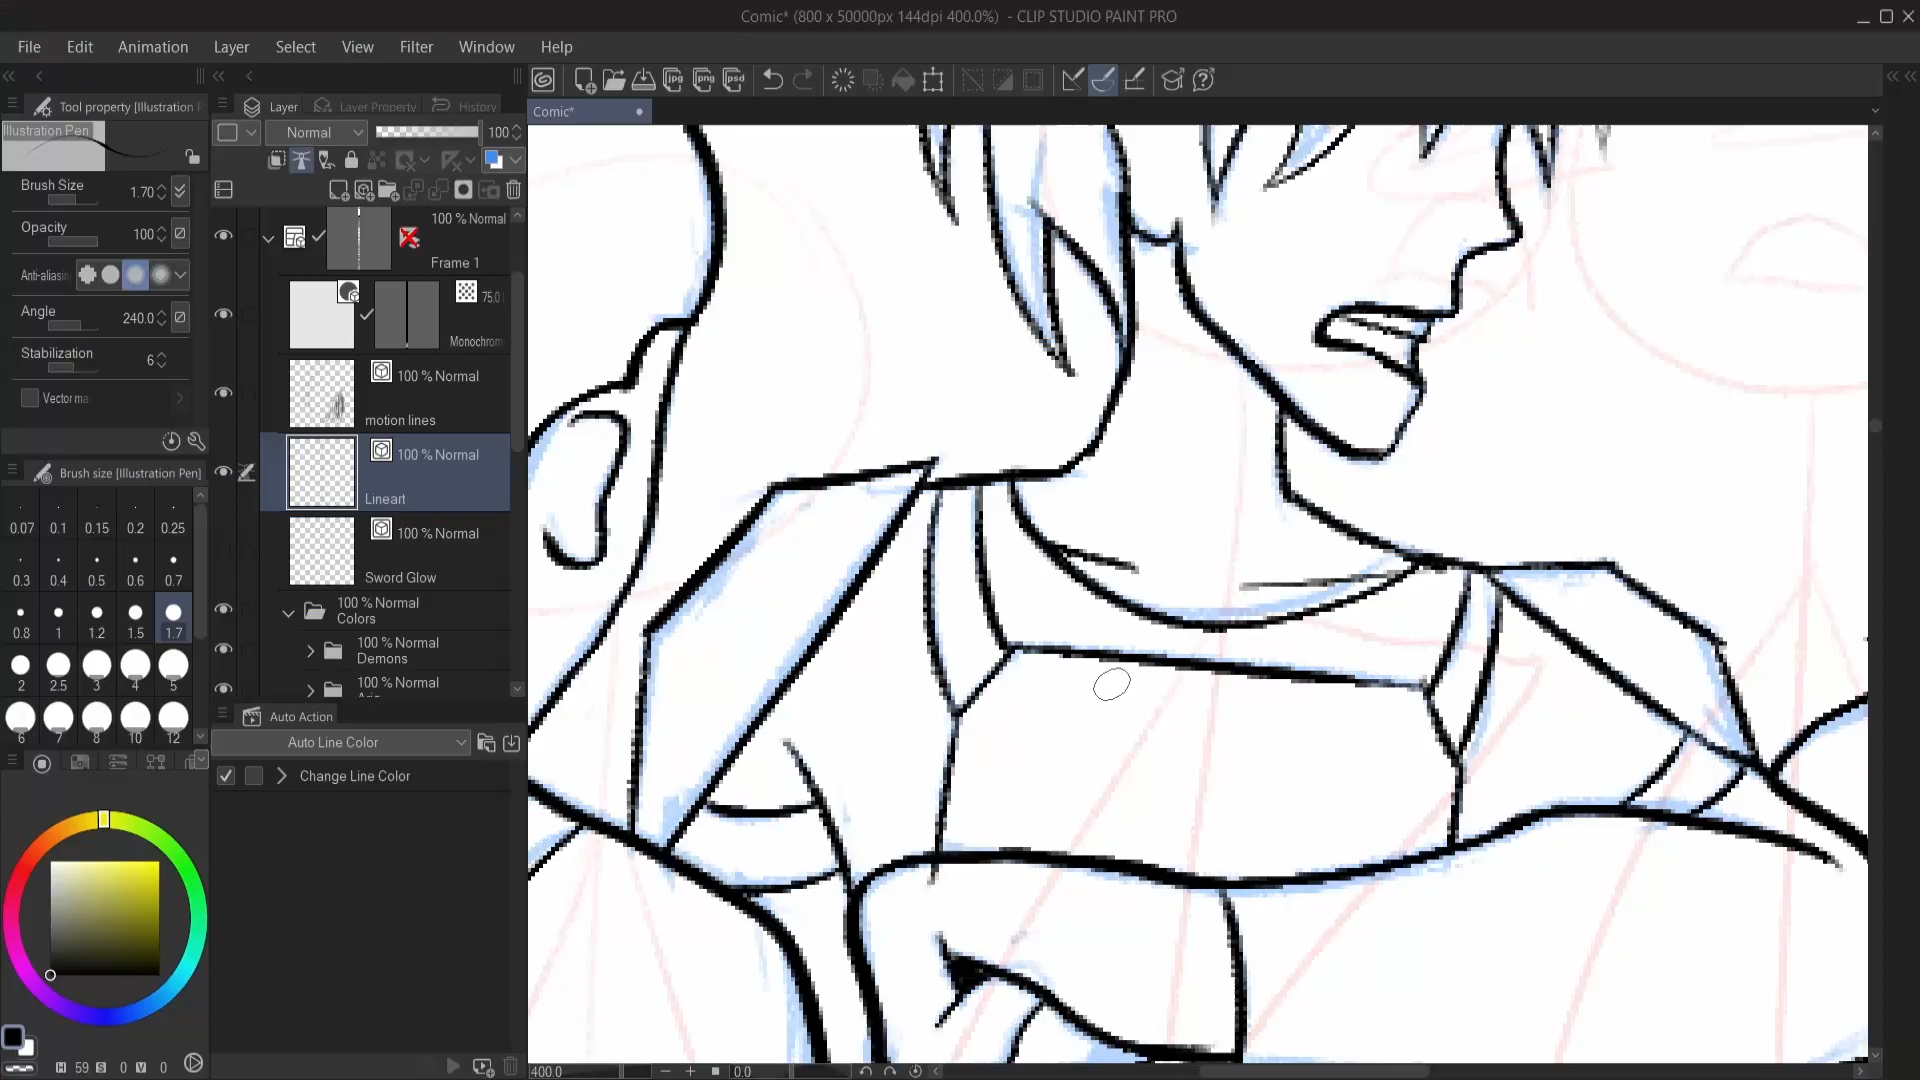 Comic* (800 x 50000px 144dpi 400.0%) - CLIP STUDIO PAINT PRO
File Edit Animation Layer Select View Filter Window Help
Tool property [Illustration P
Layer
Layer Property
History
Comic*
Illustration Pen
Normal
100
Brush Size 1.70
Opacity 100
Anti-aliasin
Angle 240.0
Stabilization 6
Vector ma
100 % Normal
Frame 1
75.0
Monochrom
100 % Normal
motion lines
100 % Normal
Lineart
100 % Normal
Sword Glow
100 % Normal
Colors
100 % Normal
Demons
100 % Normal
Brush size [Illustration Pen]
0.07 0.1 0.15 0.2 0.25
0.3 0.4 0.5 0.6 0.7
0.8 1 1.2 1.5 1.7
2 2.5 3 4 5
6 7 8 10 12
Auto Action
Auto Line Color
Change Line Color
H 59 S 0 V 0
400.0
0.0